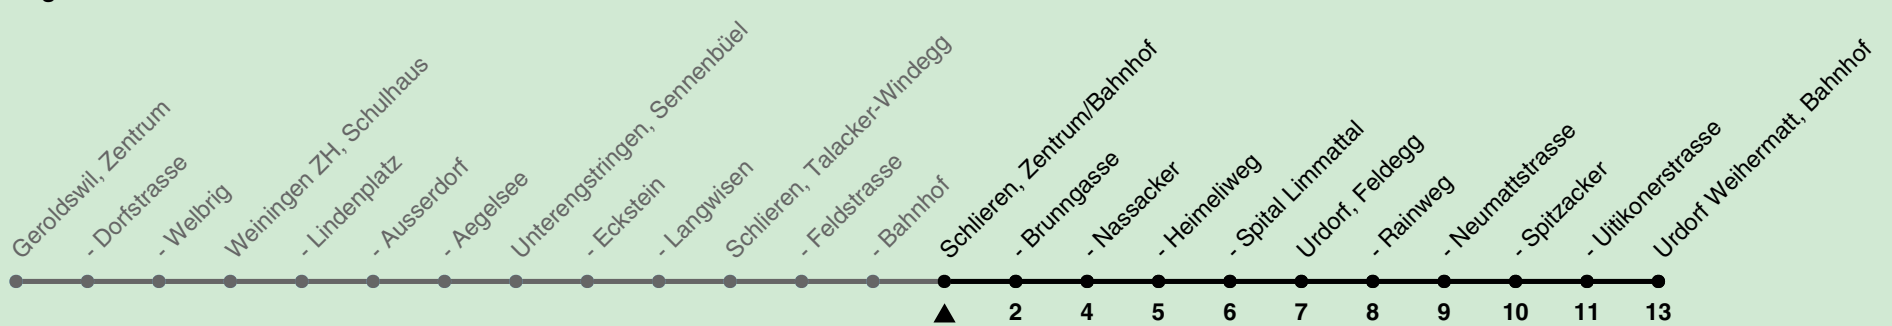 Geroldswil, Zentrum
- Dorfstrasse
- Welbrig
Weiningen ZH, Schulhaus
- Lindenplatz
- Ausserdorf
- Aegelsee
Unterengstringen, Sennenbüel
- Eckstein
- Langwisen
Schlieren, Talacker-Windegg
- Feldstrasse
- Bahnhof
Schlieren, Zentrum/Bahnhof
- Brunngasse
- Nassacker
- Heimeliweg
- Spital Limmattal
Urdorf, Feldegg
- Rainweg
- Neumattstrasse
- Spitzacker
- Uitikonerstrasse
Urdorf Weihermatt, Bahnhof
2 4 5 6 7 8 9 10 11 13